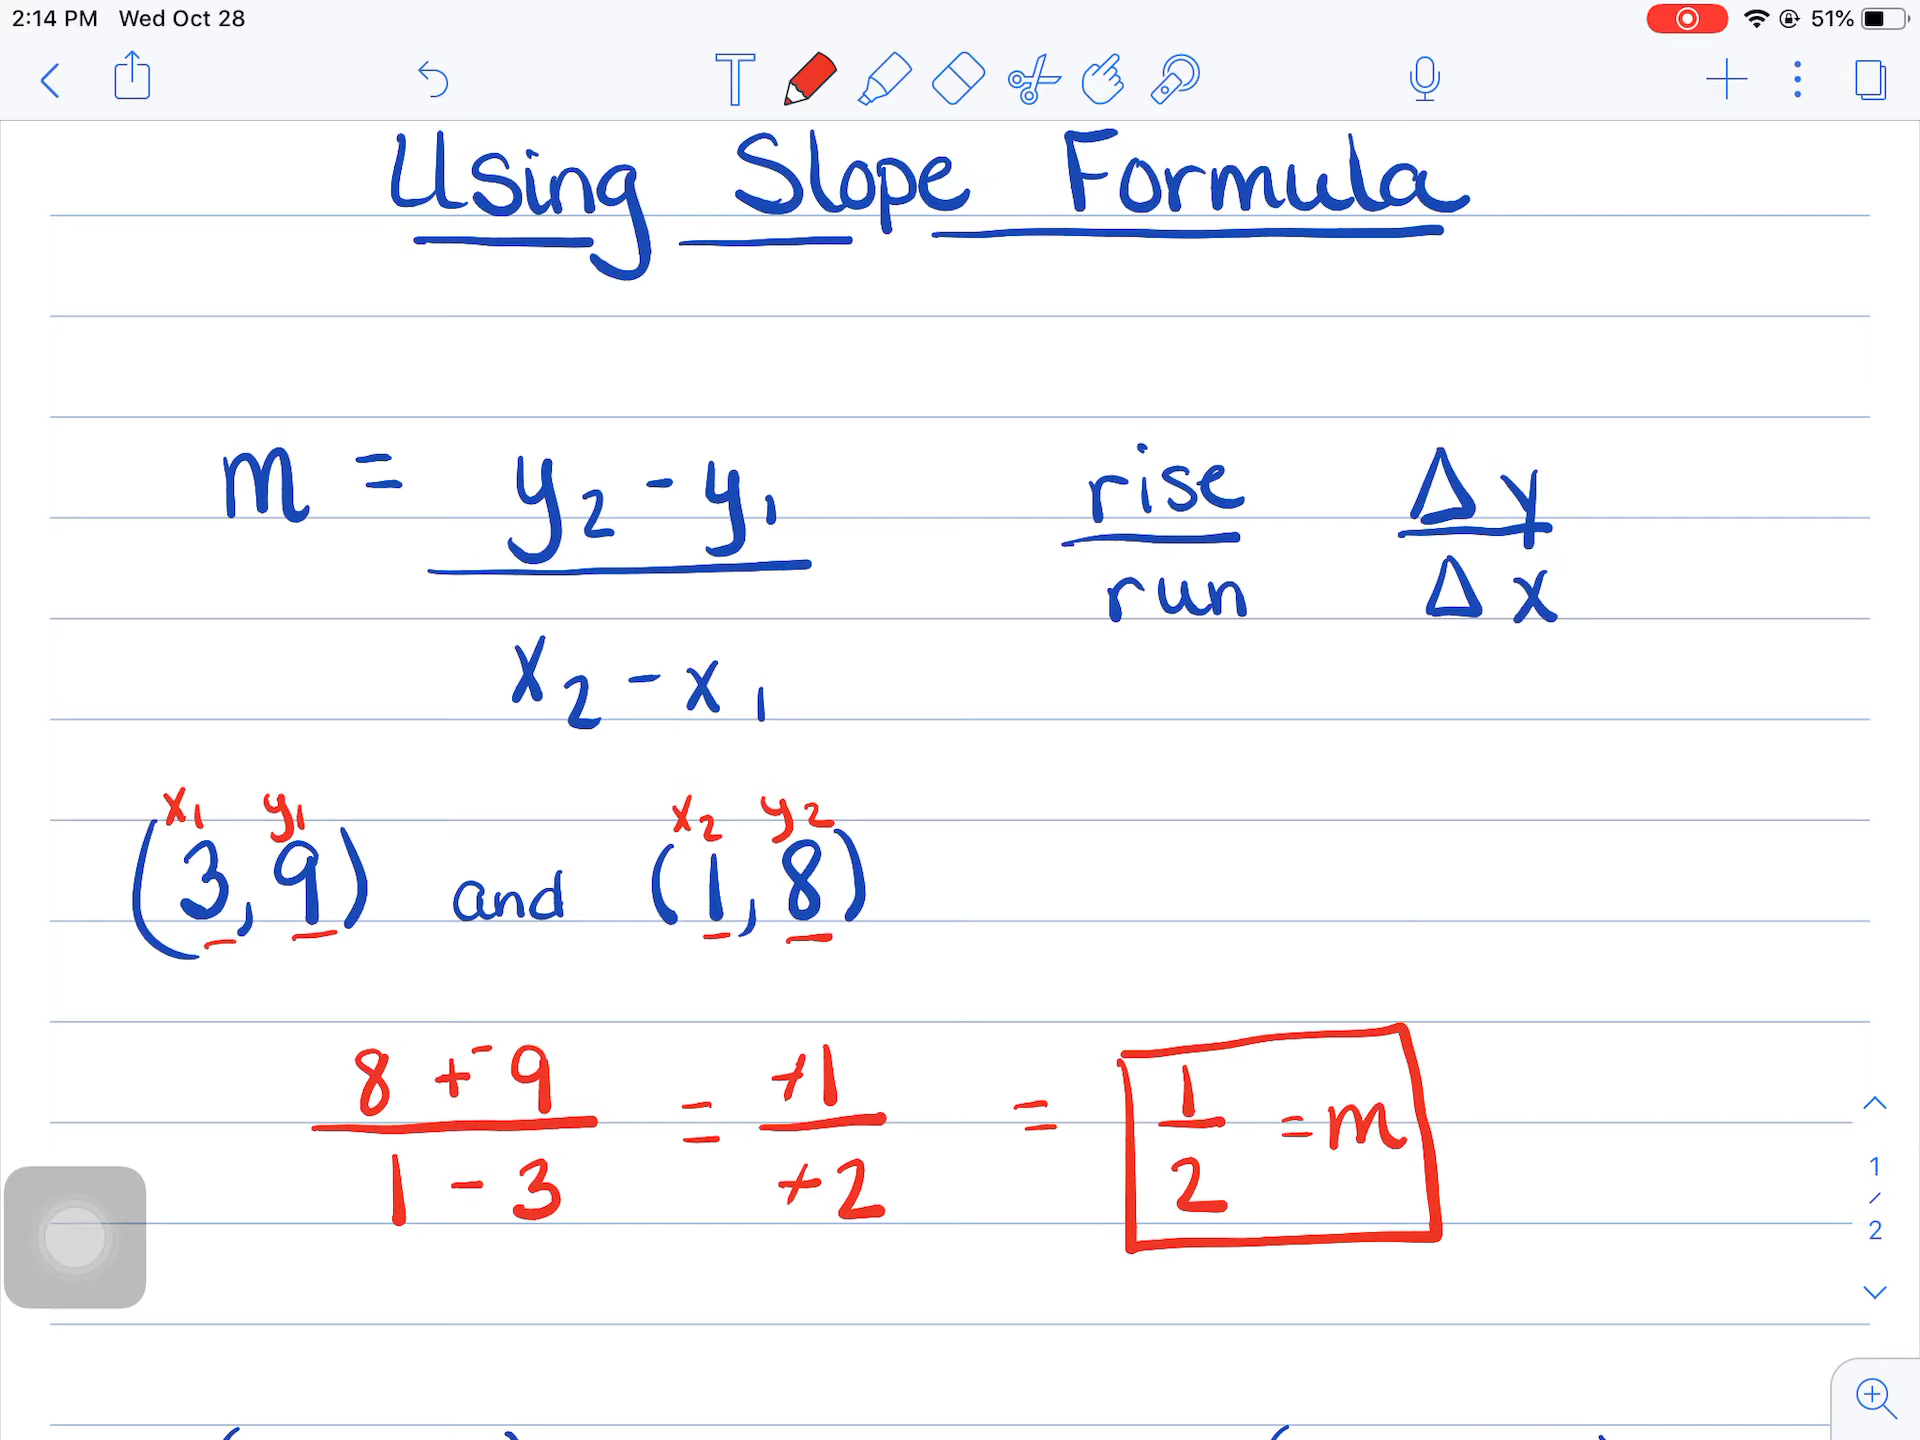 2:14 PM Wed Oct 28 51%
T
Using Slope Formula
m = y₂ - y₁ rise Δy
x₂ - x₁ run Δx
x₁ y₁ x₂ y₂
(3, 9) and (1, 8)
8 + ⁻9 = +1 = 1 = m
1 - 3 +2 2
1
/
2